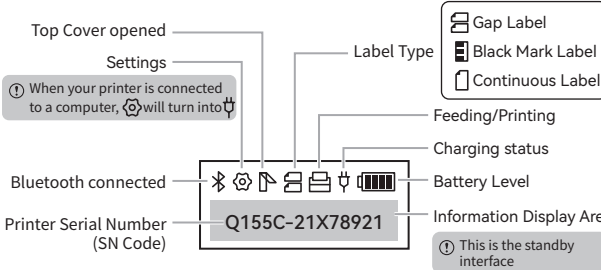 Top Cover opened
Settings
When your printer is connected
to a computer, will turn into
Label Type
Gap Label
Black Mark Label
Continuous Label
Feeding/Printing
Charging status
Bluetooth connected
Battery Level
Printer Serial Number
(SN Code)
Q155C-21X78921
Information Display Are
This is the standby
interface